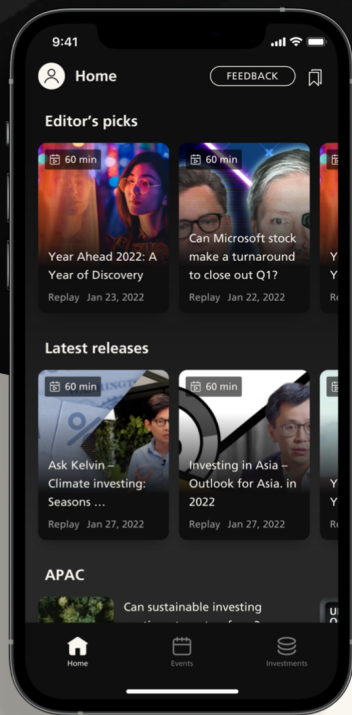 9:41
Home
FEEDBACK
Editor's picks
60 min
60 min
Year Ahead 2022: A
Year of Discovery
Replay Jan 23, 2022
Can Microsoft stock
make a turnaround
to close out Q1?
Replay Jan 22, 2022
Y
Y
Re
Latest releases
60 min
60 min
Ask Kelvin –
Climate investing:
Seasons ...
Replay Jan 27, 2022
Investing in Asia –
Outlook for Asia. in
2022
Replay Jan 27, 2022
Y
Y
Re
APAC
Can sustainable investing
Home
Events
Investments